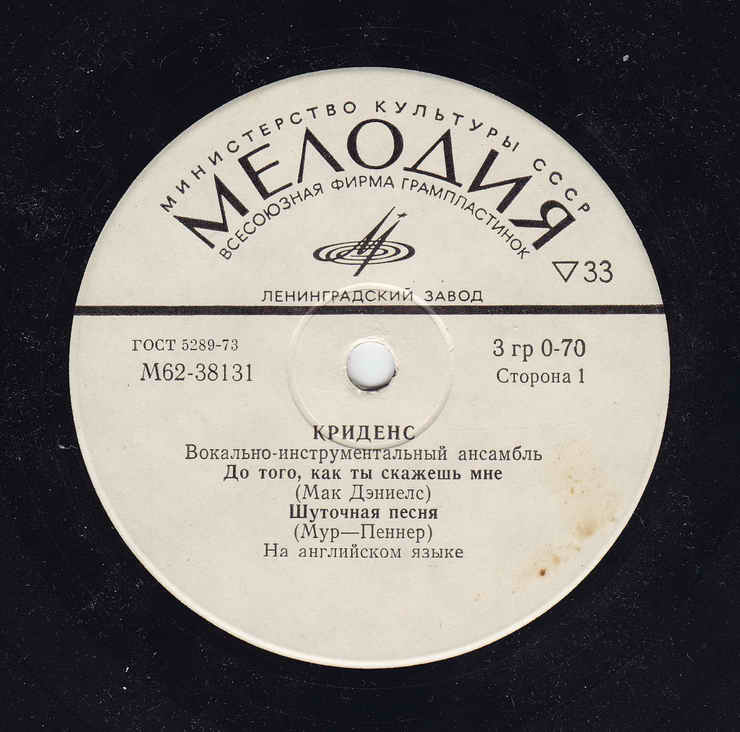 МИНИСТЕРСТВО КУЛЬТУРЫ СССР
МЕЛОДИЯ
ВСЕСОЮЗНАЯ ФИРМА ГРАМПЛАСТИНОК
▽33
ЛЕНИНГРАДСКИЙ ЗАВОД
ГОСТ 5289-73
3 гр 0-70
М62-38131
Сторона 1
КРИДЕНС
Вокально-инструментальный ансамбль
До того, как ты скажешь мне
(Мак Дэниелс)
Шуточная песня
(Мур—Пеннер)
На английском языке